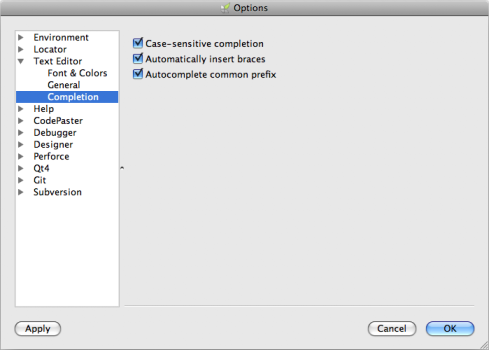 Options
Environment
Locator
Text Editor
Font & Colors
General
Completion
Help
CodePaster
Debugger
Designer
Perforce
Qt4
Git
Subversion
Case-sensitive completion
Automatically insert braces
Autocomplete common prefix
Apply
Cancel
OK